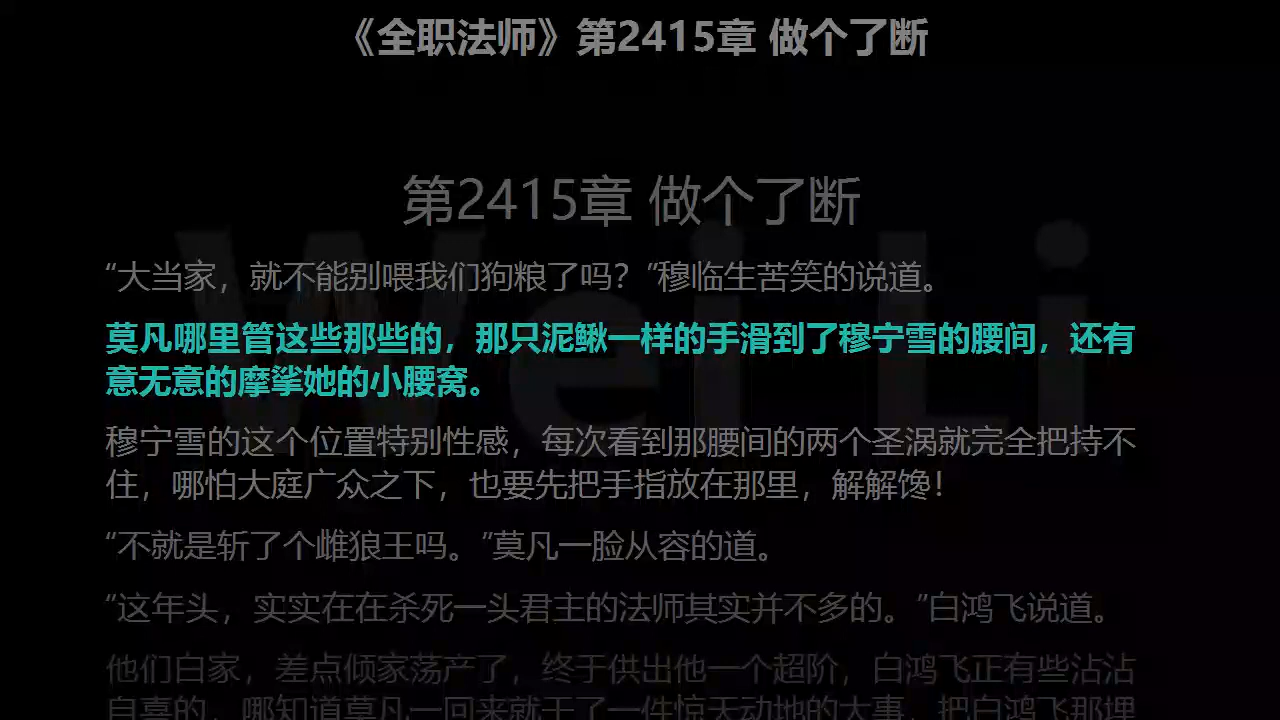 《全职法师》第2415章 做个了断
第2415章 做个了断
“大当家，就不能别喂我们狗粮了吗？”穆临生苦笑的说道。
莫凡哪里管这些那些的，那只泥鳅一样的手滑到了穆宁雪的腰间，还有
意无意的摩挲她的小腰窝。
穆宁雪的这个位置特别性感，每次看到那腰间的两个圣涡就完全把持不
住，哪怕大庭广众之下，也要先把手指放在那里，解解馋！
“不就是斩了个雌狼王吗。”莫凡一脸从容的道。
“这年头，实实在在杀死一头君主的法师其实并不多的。”白鸿飞说道。
他们白家，差点倾家荡产了，终于供出他一个超阶，白鸿飞正有些沾沾
自喜的，哪知道莫凡一回来就干了一件惊天动地的大事，把白鸿飞那埋
Wei Li